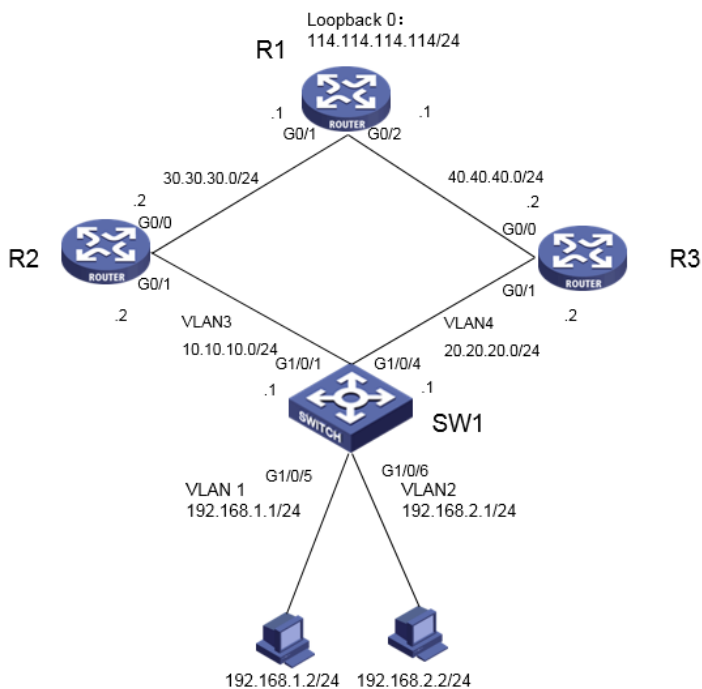 Loopback 0：
114.114.114.114/24
R1
.1
.1
ROUTER
G0/1
G0/2
30.30.30.0/24
40.40.40.0/24
.2
.2
G0/0
G0/0
R2
ROUTER
ROUTER
R3
G0/1
G0/1
.2
.2
VLAN3
VLAN4
10.10.10.0/24
20.20.20.0/24
G1/0/1
G1/0/4
.1
.1
SWITCH
SW1
G1/0/5
G1/0/6
VLAN 1
VLAN2
192.168.1.1/24
192.168.2.1/24
192.168.1.2/24
192.168.2.2/24